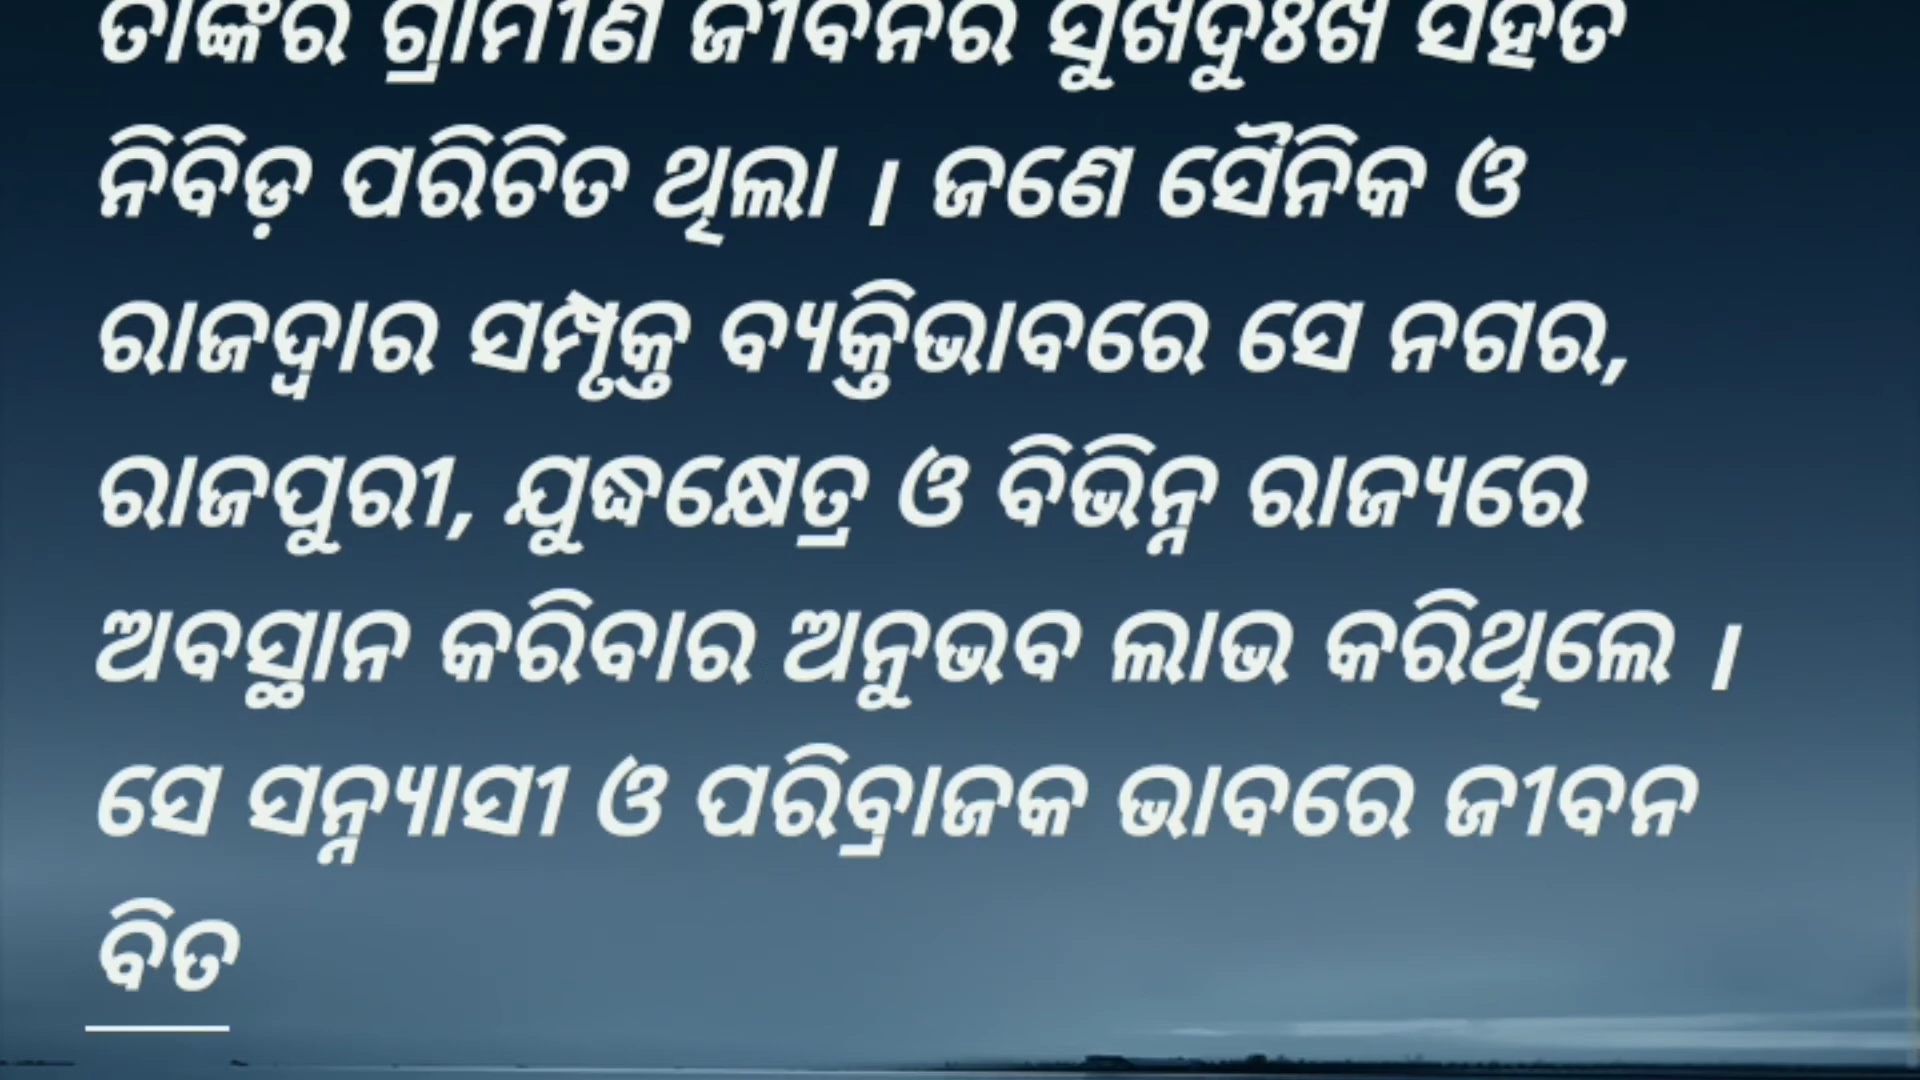 ତାଙ୍କର ଗ୍ରାମୀଣ ଜୀବନର ସୁଖଦୁଃଖ ସହିତ
ନିବିଡ଼ ପରିଚିତ ଥିଲା । ଜଣେ ସୈନିକ ଓ
ରାଜଦ୍ୱାର ସମ୍ପୃକ୍ତ ବ୍ୟକ୍ତିଭାବରେ ସେ ନଗର,
ରାଜପୁରୀ, ଯୁଦ୍ଧକ୍ଷେତ୍ର ଓ ବିଭିନ୍ନ ରାଜ୍ୟରେ
ଅବସ୍ଥାନ କରିବାର ଅନୁଭବ ଲାଭ କରିଥିଲେ ।
ସେ ସନ୍ନ୍ୟାସୀ ଓ ପରିବ୍ରାଜକ ଭାବରେ ଜୀବନ
ବିତ